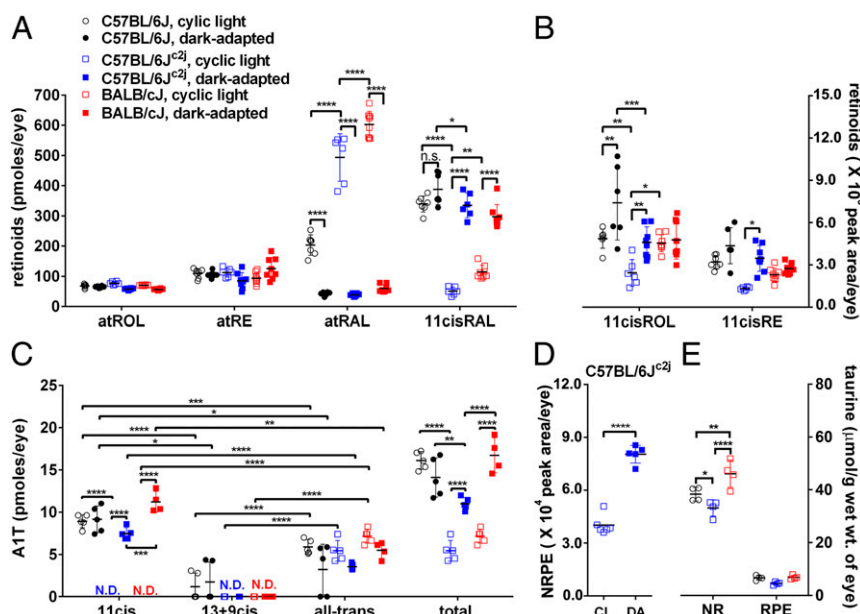 A
○ C57BL/6J, cylic light
● C57BL/6J, dark-adapted
□ C57BL/6Jc2j, cyclic light
■ C57BL/6Jc2j, dark-adapted
□ BALB/cJ, cyclic light
■ BALB/cJ, dark-adapted
retinoids (pmoles/eye)
700
600
500
400
300
200
100
0
****
****
****
****
****
n.s.
****
*
****
**
****
atROL
atRE
atRAL
11cisRAL
B
retinoids ( X 10⁶ peak area/eye)
15.0
12.0
9.0
6.0
3.0
0.0
***
**
**
**
*
*
11cisROL
11cisRE
C
A1T (pmoles/eye)
25
20
15
10
5
0
***
*
**
****
*
****
****
****
****
****
****
****
***
****
**
****
****
****
N.D.
N.D.
N.D.
N.D.
11cis
13+9cis
all-trans
total
D
C57BL/6Jc2j
NRPE ( X 10⁴ peak area/eye)
12.0
9.0
6.0
3.0
0.0
****
CL
DA
E
taurine (µmol/kg wet wt. of eye)
80
60
40
20
0
**
****
*
NR
RPE